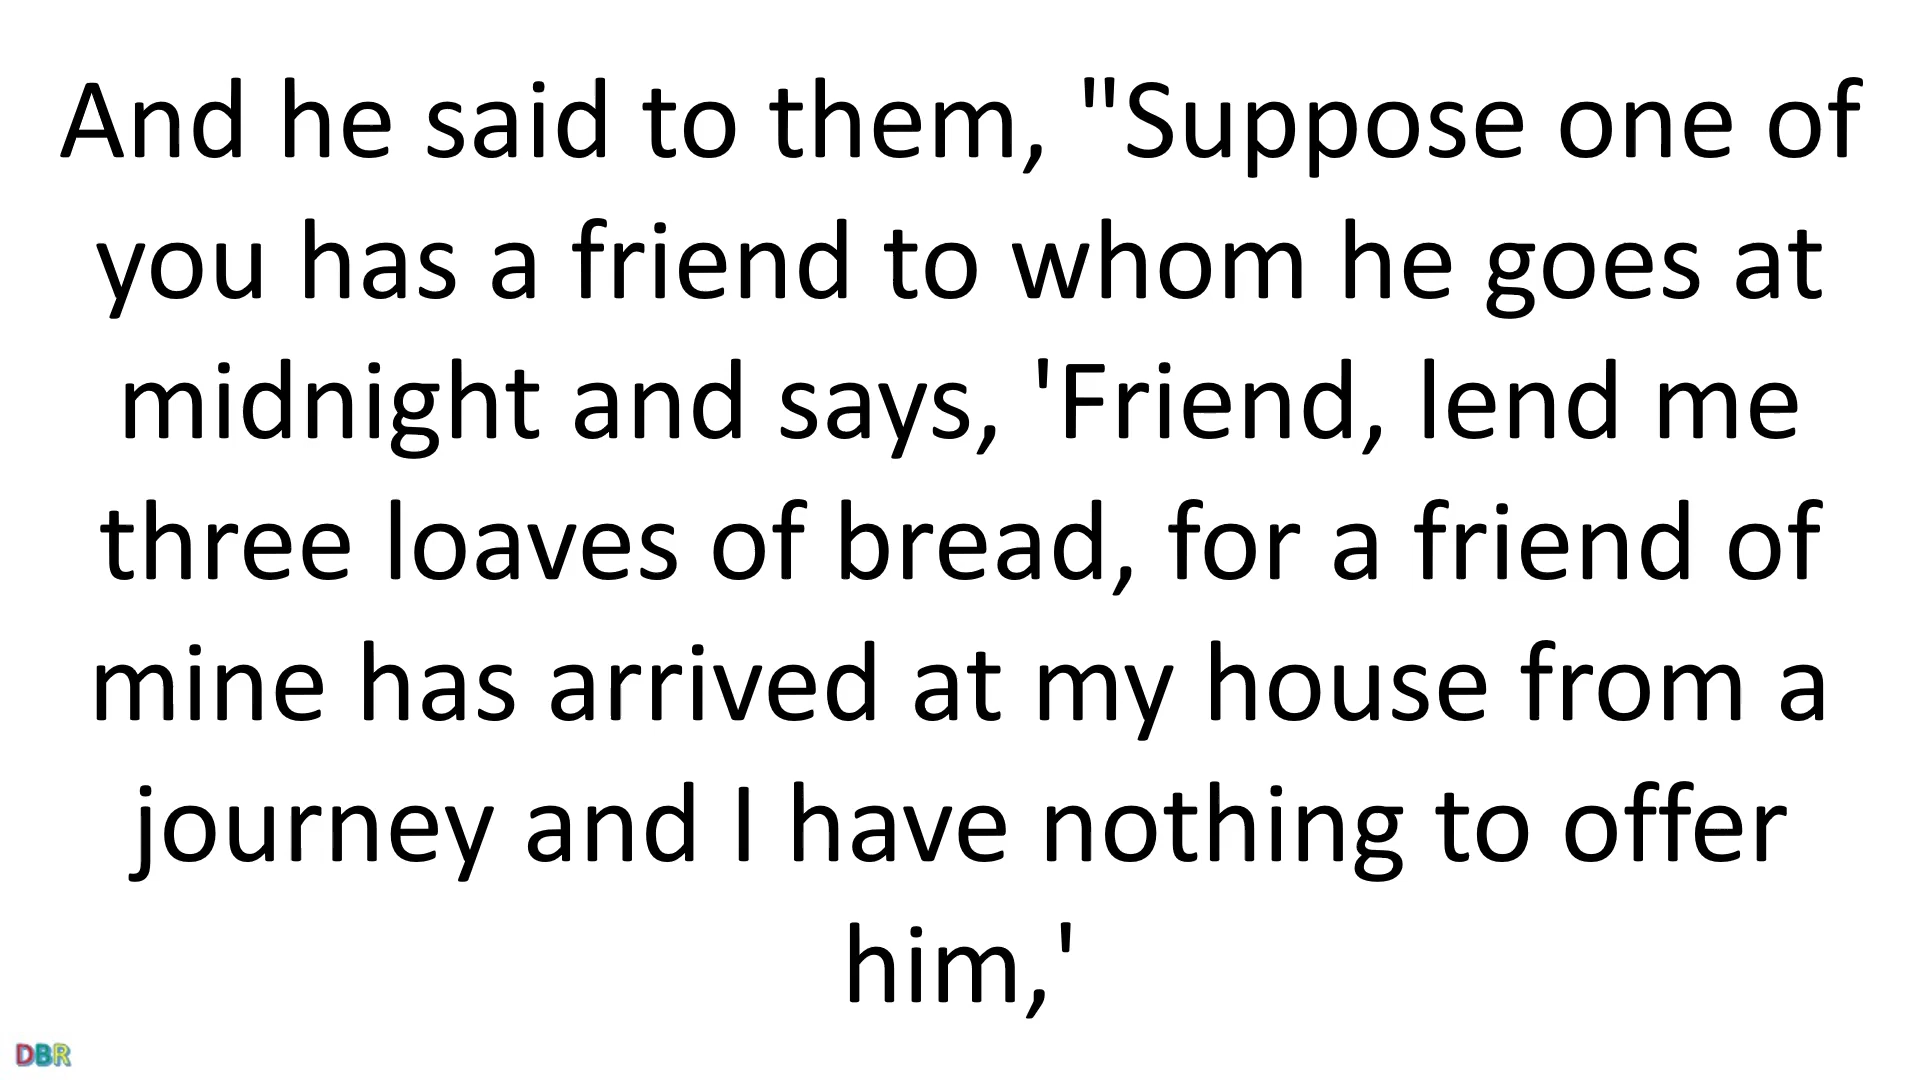 And he said to them, "Suppose one of
you has a friend to whom he goes at
midnight and says, 'Friend, lend me
three loaves of bread, for a friend of
mine has arrived at my house from a
journey and I have nothing to offer
him,'
DBR